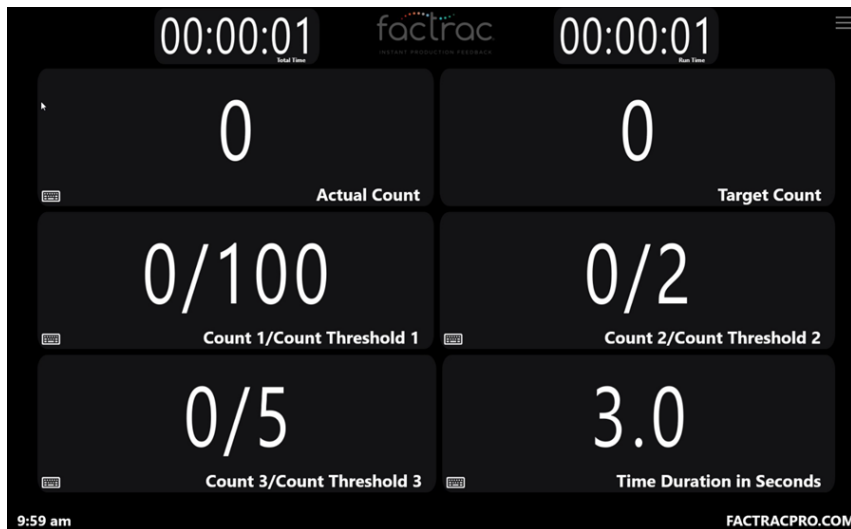 00:00:01
Total Time
factrac
INSTANT PRODUCTION FEEDBACK
00:00:01
Run Time
0
Actual Count
0
Target Count
0/100
Count 1/Count Threshold 1
0/2
Count 2/Count Threshold 2
0/5
Count 3/Count Threshold 3
3.0
Time Duration in Seconds
9:59 am
FACTRACPRO.COM